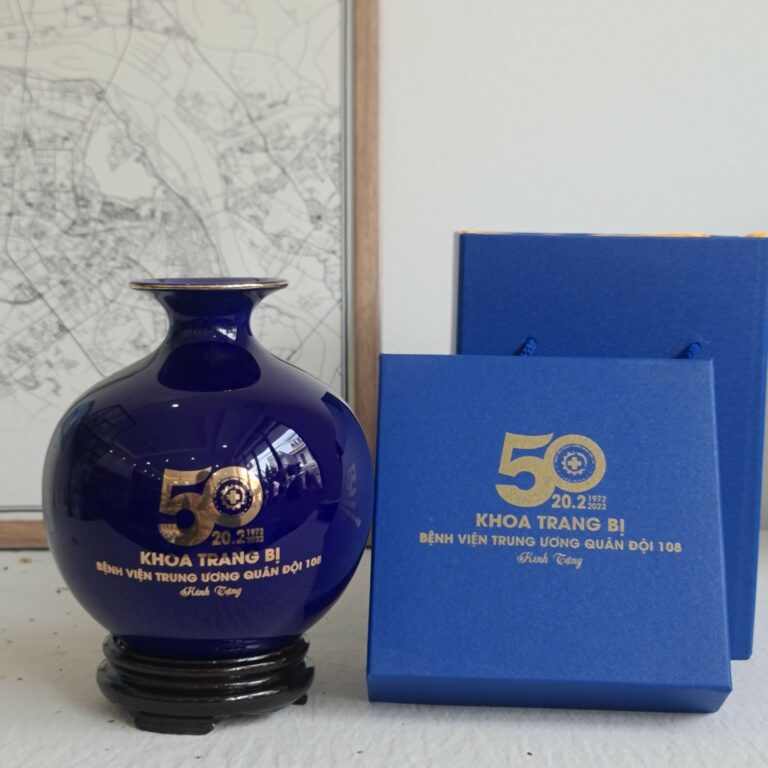 50
20.2 1972 2022
KHOA TRANG BỊ
BỆNH VIỆN TRUNG ƯƠNG QUÂN ĐỘI 108
Kính Tặng
50
20.2 1972 2022
KHOA TRANG BỊ
BỆNH VIỆN TRUNG ƯƠNG QUÂN ĐỘI 108
Kính Tặng